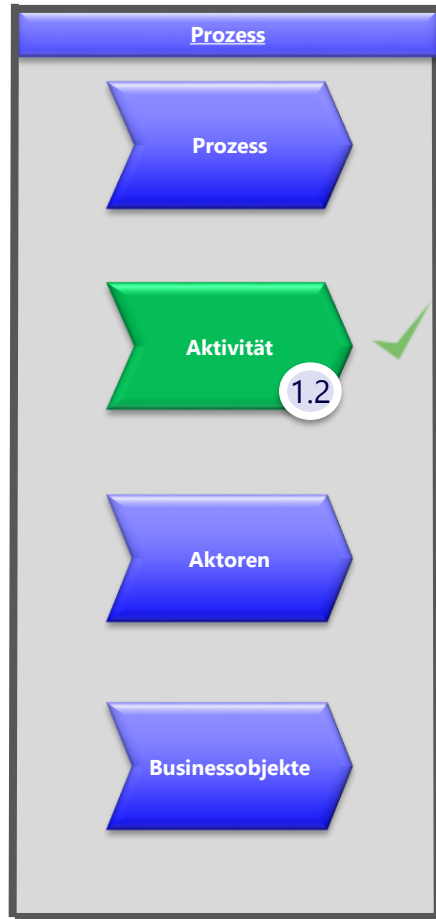 Prozess
Prozess
Aktivität
1.2
Aktoren
Businessobjekte